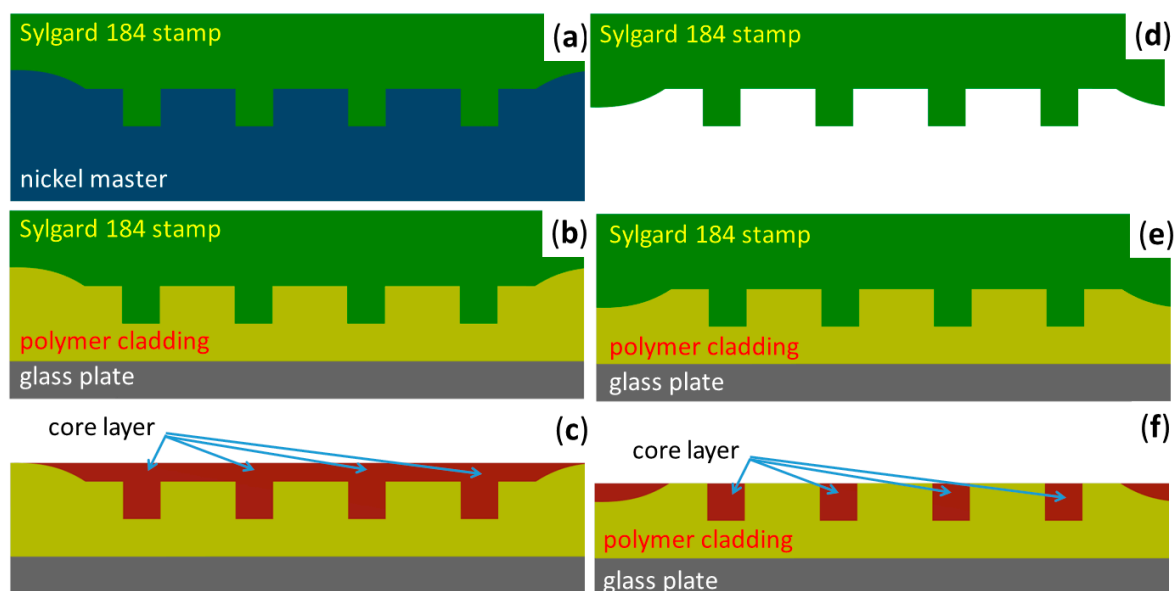 Sylgard 184 stamp
(a)
nickel master
Sylgard 184 stamp
(b)
polymer cladding
glass plate
core layer
(c)
Sylgard 184 stamp
(d)
Sylgard 184 stamp
(e)
polymer cladding
glass plate
core layer
(f)
polymer cladding
glass plate